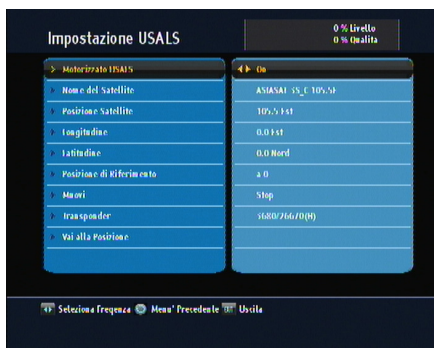 Impostazione USALS
0 % Livello
0 % Qualita
Motorizzato USALS On
Nome del Satellite ASIASAT 3S_C 105.5E
Posizione Satellite 105.5 Est
Longitudine 0.0 Est
Latitudine 0.0 Nord
Posizione di Riferimento a 0
Muovi Stop
Transponder 3680/26670(H)
Vai alla Posizione
Seleziona Freqenza Menu' Precedente Uscita